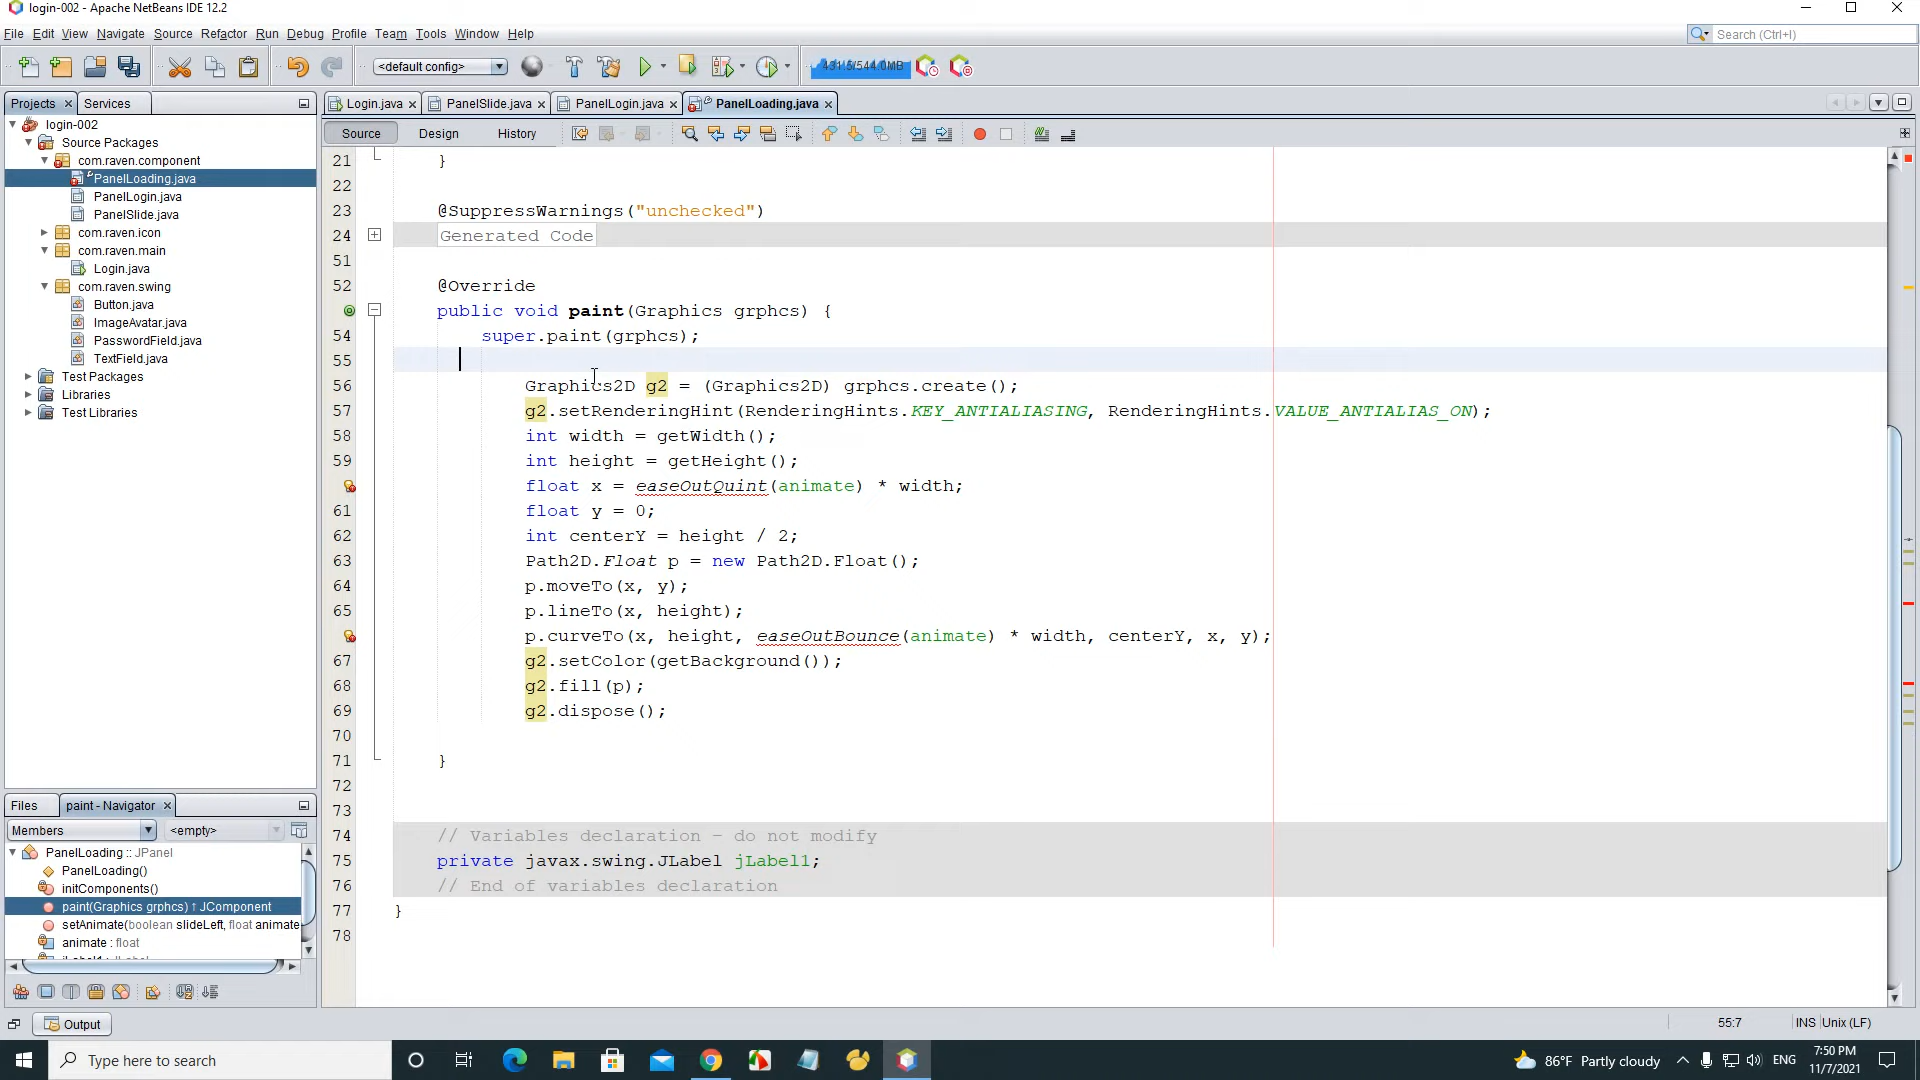 login-002 - Apache NetBeans IDE 12.2
File Edit View Navigate Source Refactor Run Debug Profile Team Tools Window Help
Search (Ctrl+I)
<default config>
431.5/544.0MB
Projects
Services
Login.java
PanelSlide.java
PanelLogin.java
PanelLoading.java
Source
Design
History
login-002
Source Packages
com.raven.component
PanelLoading.java
PanelLogin.java
PanelSlide.java
com.raven.icon
com.raven.main
Login.java
com.raven.swing
Button.java
ImageAvatar.java
PasswordField.java
TextField.java
Test Packages
Libraries
Test Libraries
21 }
22
23 @SuppressWarnings("unchecked")
24 Generated Code
51
52 @Override
public void paint(Graphics grphcs) {
54 super.paint(grphcs);
55
56 Graphics2D g2 = (Graphics2D) grphcs.create();
57 g2.setRenderingHint(RenderingHints.KEY_ANTIALIASING, RenderingHints.VALUE_ANTIALIAS_ON);
58 int width = getWidth();
59 int height = getHeight();
float x = easeOutQuint(animate) * width;
61 float y = 0;
62 int centerY = height / 2;
63 Path2D.Float p = new Path2D.Float();
64 p.moveTo(x, y);
65 p.lineTo(x, height);
p.curveTo(x, height, easeOutBounce(animate) * width, centerY, x, y);
67 g2.setColor(getBackground());
68 g2.fill(p);
69 g2.dispose();
70
71 }
72
73
74 // Variables declaration - do not modify
75 private javax.swing.JLabel jLabel1;
76 // End of variables declaration
77 }
78
Files
paint - Navigator
Members
<empty>
PanelLoading :: JPanel
PanelLoading()
initComponents()
paint(Graphics grphcs) ↑ JComponent
setAnimate(boolean slideLeft, float animate
animate : float
Output
55:7
INS
Unix (LF)
Type here to search
86°F Partly cloudy
ENG
7:50 PM
11/7/2021